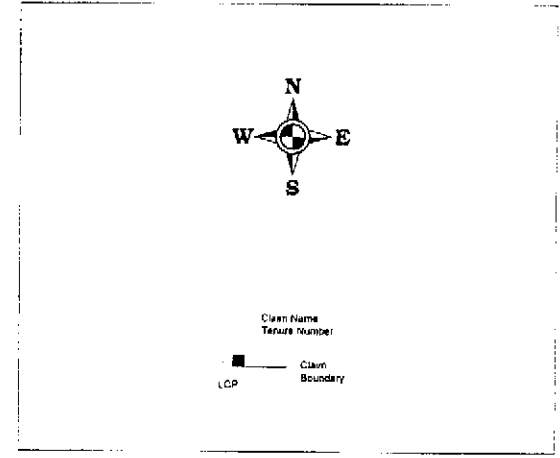 N
W E
S
Claim Name
Tenure Number
Claim
Boundary
LCP